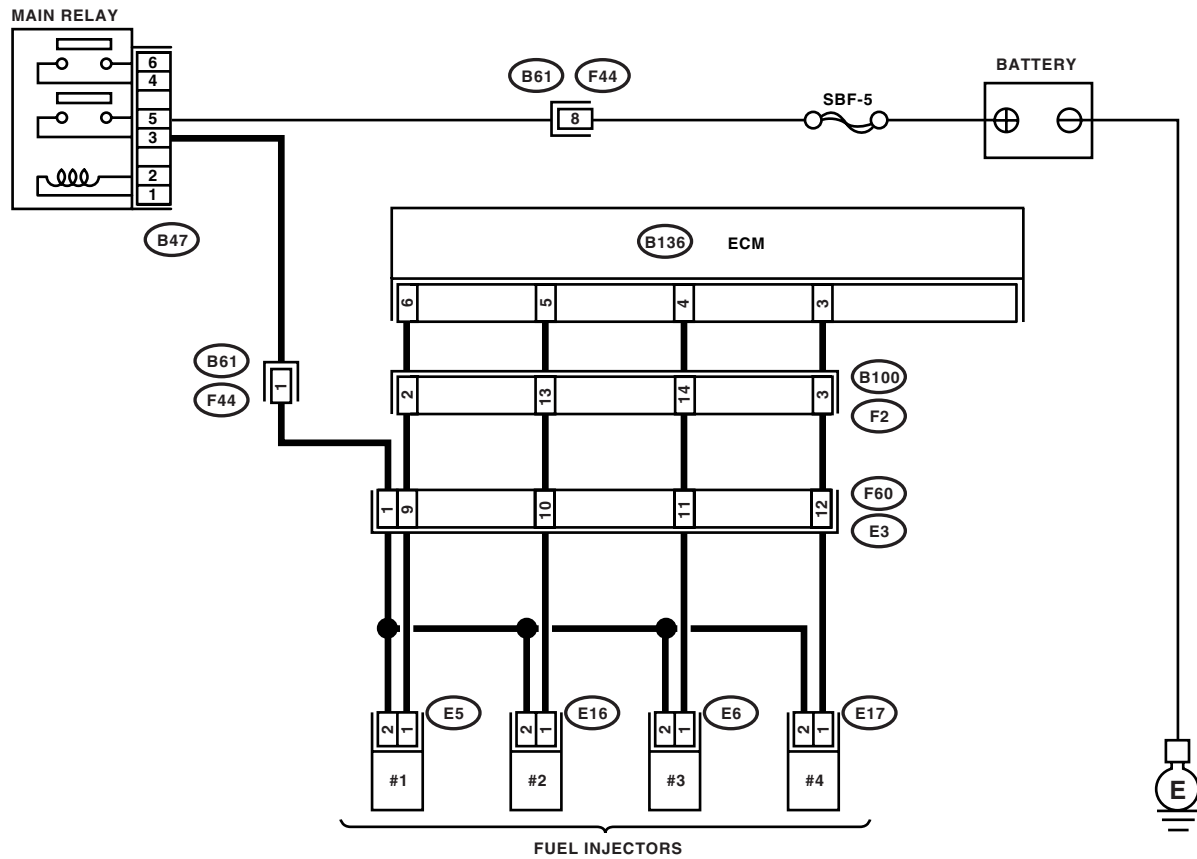 MAIN RELAY
6
4
5
3
2
1
B47
B61 F44
8
SBF-5
BATTERY
B136 ECM
6 5 4 3
B61
F44
1
2 13 14 3
B100
F2
1 9 10 11 12
F60
E3
2 1 E5
2 1 E16
2 1 E6
2 1 E17
#1 #2 #3 #4
E
FUEL INJECTORS